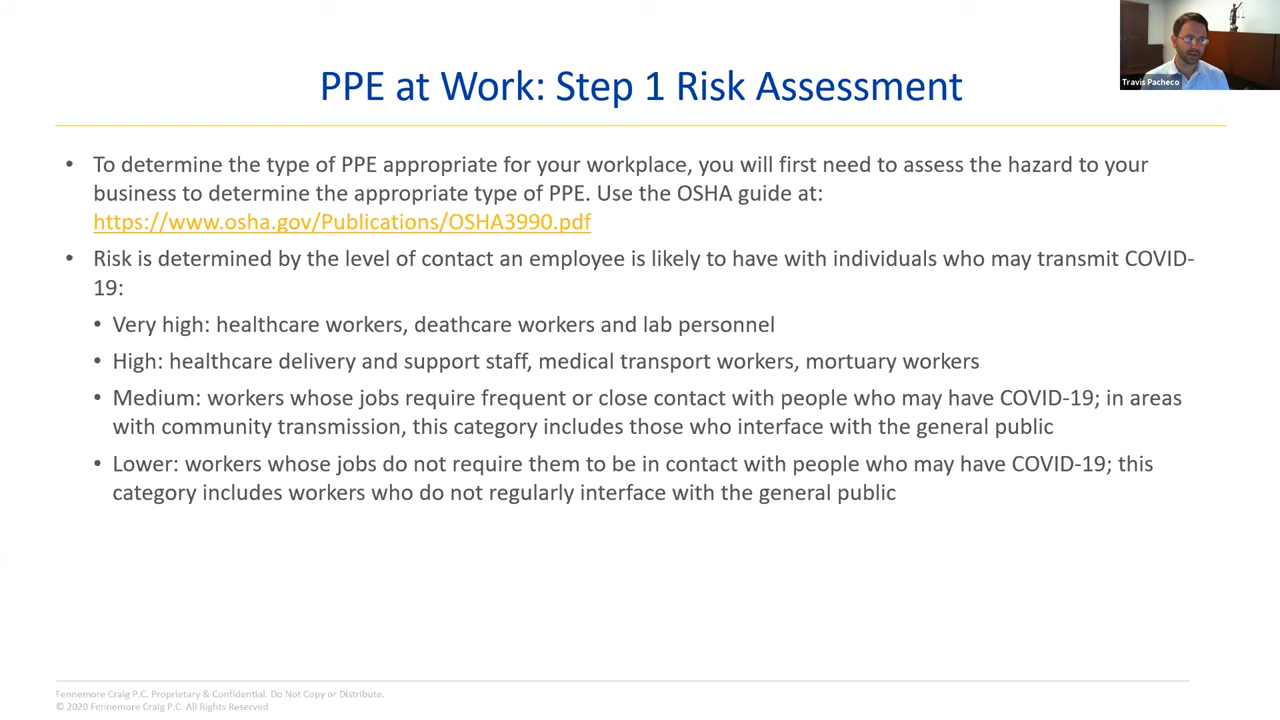 PPE at Work: Step 1 Risk Assessment
Travis Pacheco
• To determine the type of PPE appropriate for your workplace, you will first need to assess the hazard to your
business to determine the appropriate type of PPE. Use the OSHA guide at:
https://www.osha.gov/Publications/OSHA3990.pdf
• Risk is determined by the level of contact an employee is likely to have with individuals who may transmit COVID-
19:
• Very high: healthcare workers, deathcare workers and lab personnel
• High: healthcare delivery and support staff, medical transport workers, mortuary workers
• Medium: workers whose jobs require frequent or close contact with people who may have COVID-19; in areas
with community transmission, this category includes those who interface with the general public
• Lower: workers whose jobs do not require them to be in contact with people who may have COVID-19; this
category includes workers who do not regularly interface with the general public
Fennemore Craig P.C. Proprietary & Confidential. Do Not Copy or Distribute.
© 2020 Fennemore Craig P.C. All Rights Reserved